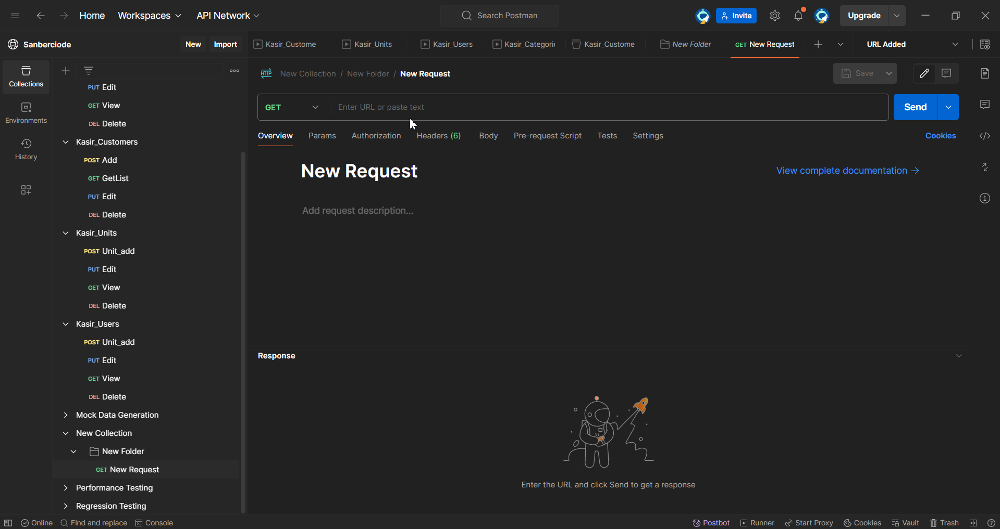 Home Workspaces API Network Search Postman Invite Upgrade
Sanberciode New Import Kasir_Custome Kasir_Units Kasir_Users Kasir_Categori Kasir_Custome New Folder GET New Request URL Added
Collections
Environments
History
PUT Edit
GET View
DEL Delete
Kasir_Customers
POST Add
GET GetList
PUT Edit
DEL Delete
Kasir_Units
POST Unit_add
PUT Edit
GET View
DEL Delete
Kasir_Users
POST Unit_add
PUT Edit
GET View
DEL Delete
Mock Data Generation
New Collection
New Folder
GET New Request
Performance Testing
Regression Testing
HTTP New Collection / New Folder / New Request Save
GET Enter URL or paste text Send
Overview Params Authorization Headers (6) Body Pre-request Script Tests Settings Cookies
New Request View complete documentation →
Add request description...
Response
Enter the URL and click Send to get a response
Online Find and replace Console Postbot Runner Start Proxy Cookies Vault Trash